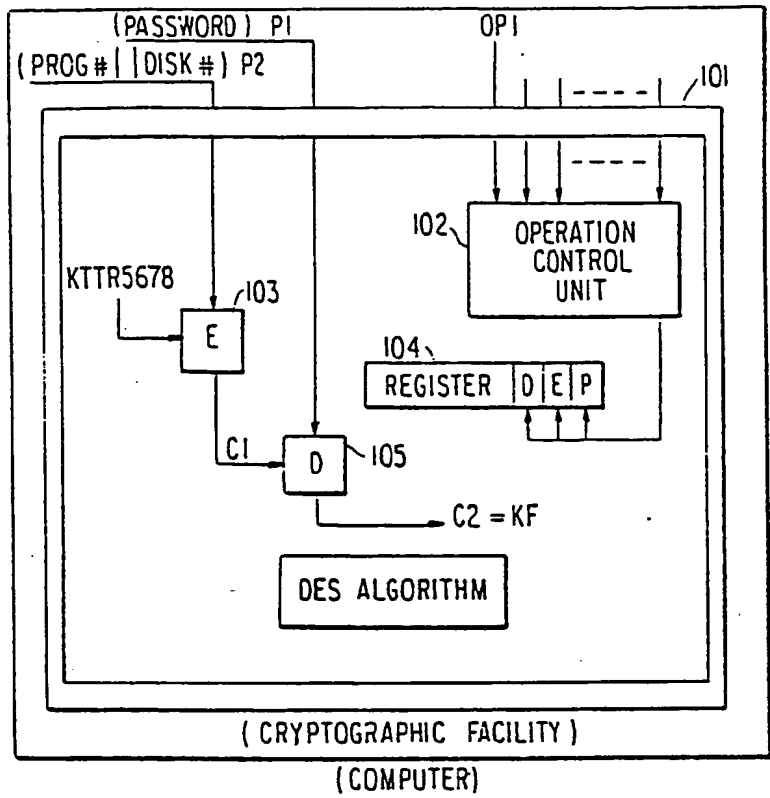 (PASSWORD) P1
OP1
(PROG#||DISK#) P2
101
102
OPERATION
CONTROL
UNIT
KTTR5678
103
E
104
REGISTER D E P
C1
D
105
C2 = KF
DES ALGORITHM
(CRYPTOGRAPHIC FACILITY)
(COMPUTER)